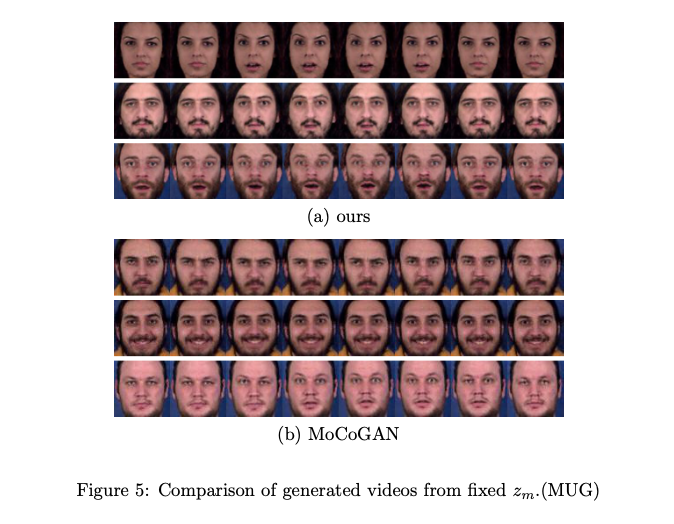 (a) ours
(b) MoCoGAN
Figure 5: Comparison of generated videos from fixed z_m.(MUG)